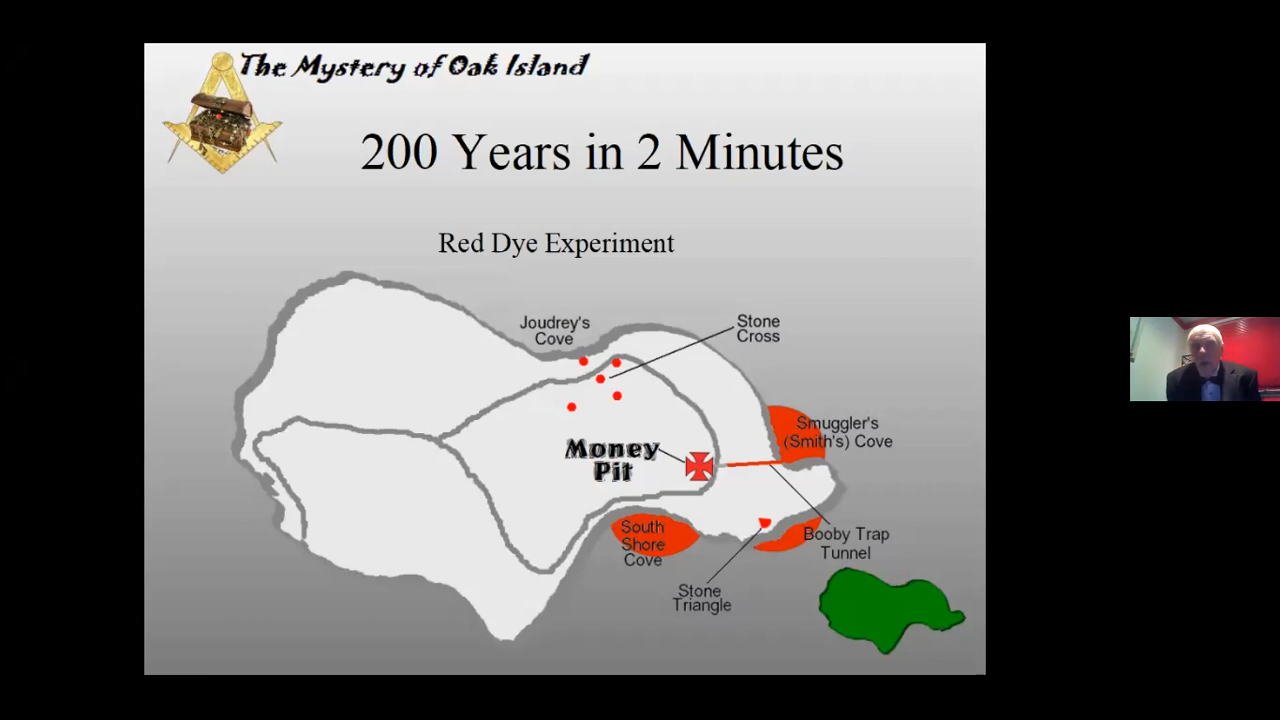 The Mystery of Oak Island
200 Years in 2 Minutes
Red Dye Experiment
Joudrey's
Cove
Stone
Cross
Smuggler's
(Smith's) Cove
Money
Pit
South
Shore
Cove
Booby Trap
Tunnel
Stone
Triangle